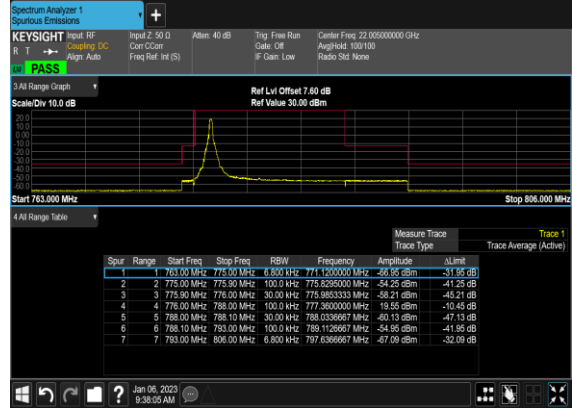 Spectrum Analyzer 1
Spurious Emissions
KEYSIGHT Input: RF Input Z: 50 Ω Atten: 40 dB Trig: Free Run Center Freq: 22.005000000 GHz
R T Coupling: DC Corr CCorr Gate: Off Avg|Hold: 100/100
Align: Auto Freq Ref: Int (S) IF Gain: Low Radio Std: None
PASS
3 All Range Graph
Ref Lvl Offset 7.60 dB
Scale/Div 10.0 dB Ref Value 30.00 dBm
20.0
10.0
0.00
-10.0
-20.0
-30.0
-40.0
-50.0
-60.0
Start 763.000 MHz Stop 806.000 MHz
4 All Range Table
Measure Trace Trace 1
Trace Type Trace Average (Active)
Spur Range Start Freq Stop Freq RBW Frequency Amplitude ΔLimit
1 1 763.00 MHz 775.00 MHz 6.800 kHz 771.1200000 MHz -66.95 dBm -31.95 dB
2 2 775.00 MHz 775.90 MHz 100.0 kHz 775.8295000 MHz -54.25 dBm -41.25 dB
3 3 775.90 MHz 776.00 MHz 30.00 kHz 775.9853333 MHz -58.21 dBm -45.21 dB
4 4 776.00 MHz 788.00 MHz 100.0 kHz 777.3600000 MHz 19.55 dBm -10.45 dB
5 5 788.00 MHz 788.10 MHz 30.00 kHz 788.0336667 MHz -60.13 dBm -47.13 dB
6 6 788.10 MHz 793.00 MHz 100.0 kHz 789.1126667 MHz -54.95 dBm -41.95 dB
7 7 793.00 MHz 806.00 MHz 6.800 kHz 797.6366667 MHz -67.09 dBm -32.09 dB
Jan 06, 2023
9:38:05 AM